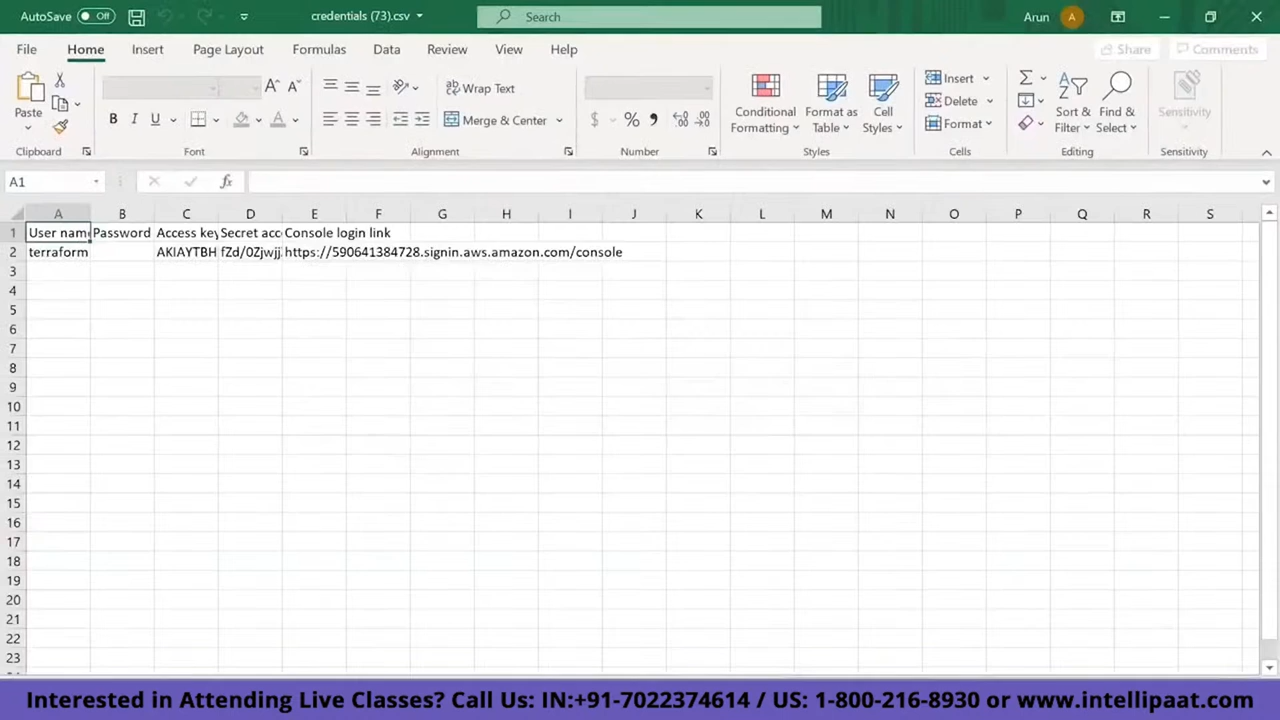 AutoSave Off credentials (73).csv Search Arun A
File Home Insert Page Layout Formulas Data Review View Help Share Comments
Paste Wrap Text Merge & Center Conditional Formatting Format as Table Cell Styles Insert Delete Format Sort & Filter Find & Select Sensitivity
Clipboard Font Alignment Number Styles Cells Editing Sensitivity
A1 fx
A B C D E F G H I J K L M N O P Q R S
1 User name Password Access key Secret acc Console login link
2 terraform AKIAYTBH fZd/0Zjwjj https://590641384728.signin.aws.amazon.com/console
3
4
5
6
7
8
9
10
11
12
13
14
15
16
17
18
19
20
21
22
23
Interested in Attending Live Classes? Call Us: IN:+91-7022374614 / US: 1-800-216-8930 or www.intellipaat.com